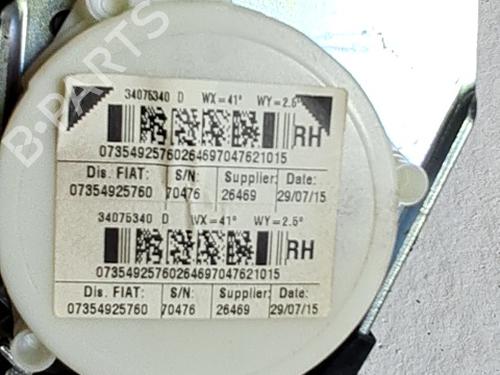 B-PARTS
34075340 D WX=41° WY=2.5°
RH
07354925760264697047621015
Dis. FIAT: S/N: Supplier: Date:
07354925760 70476 26469 29/07/15
34075340 D WX=41° WY=2.5°
RH
07354925760264697047621015
Dis. FIAT: S/N: Supplier: Date:
07354925760 70476 26469 29/07/15